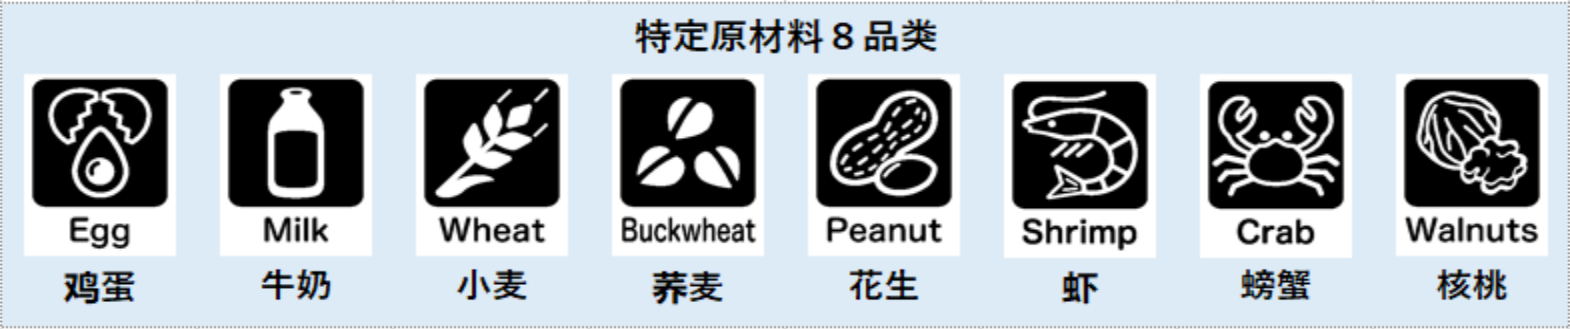 特定原材料８品类
Egg Milk Wheat Buckwheat Peanut Shrimp Crab Walnuts
鸡蛋 牛奶 小麦 荞麦 花生 虾 螃蟹 核桃